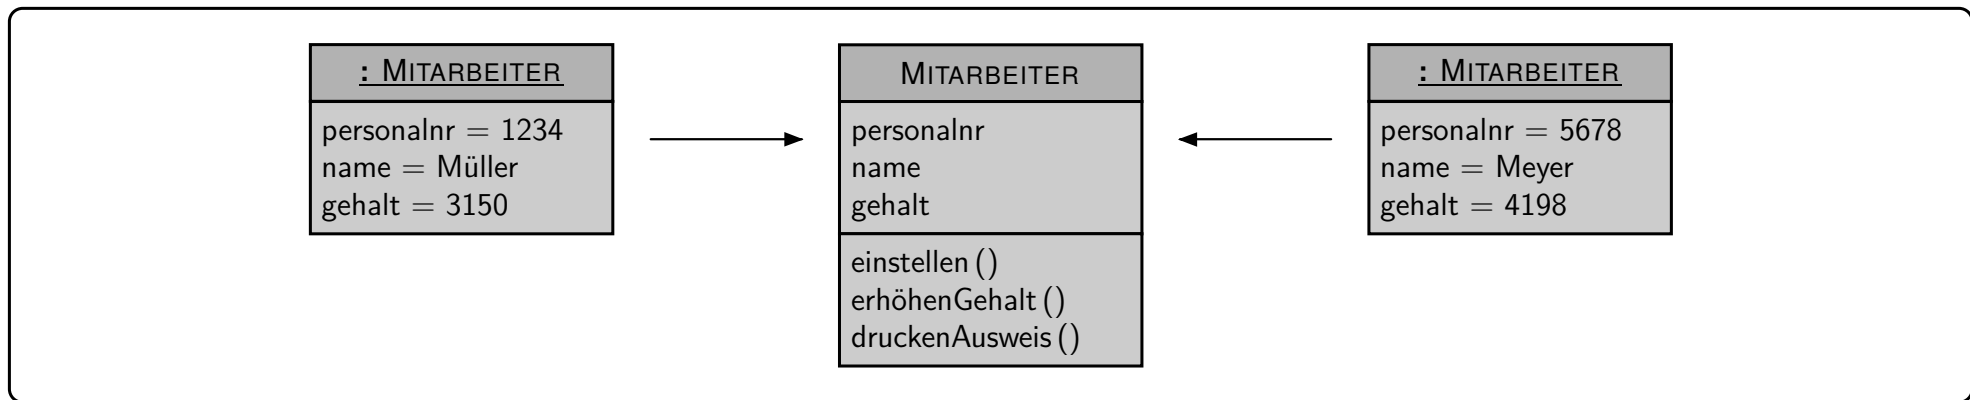 : MITARBEITER
personalnr = 1234
name = Müller
gehalt = 3150
MITARBEITER
personalnr
name
gehalt
einstellen ()
erhöhenGehalt ()
druckenAusweis ()
: MITARBEITER
personalnr = 5678
name = Meyer
gehalt = 4198